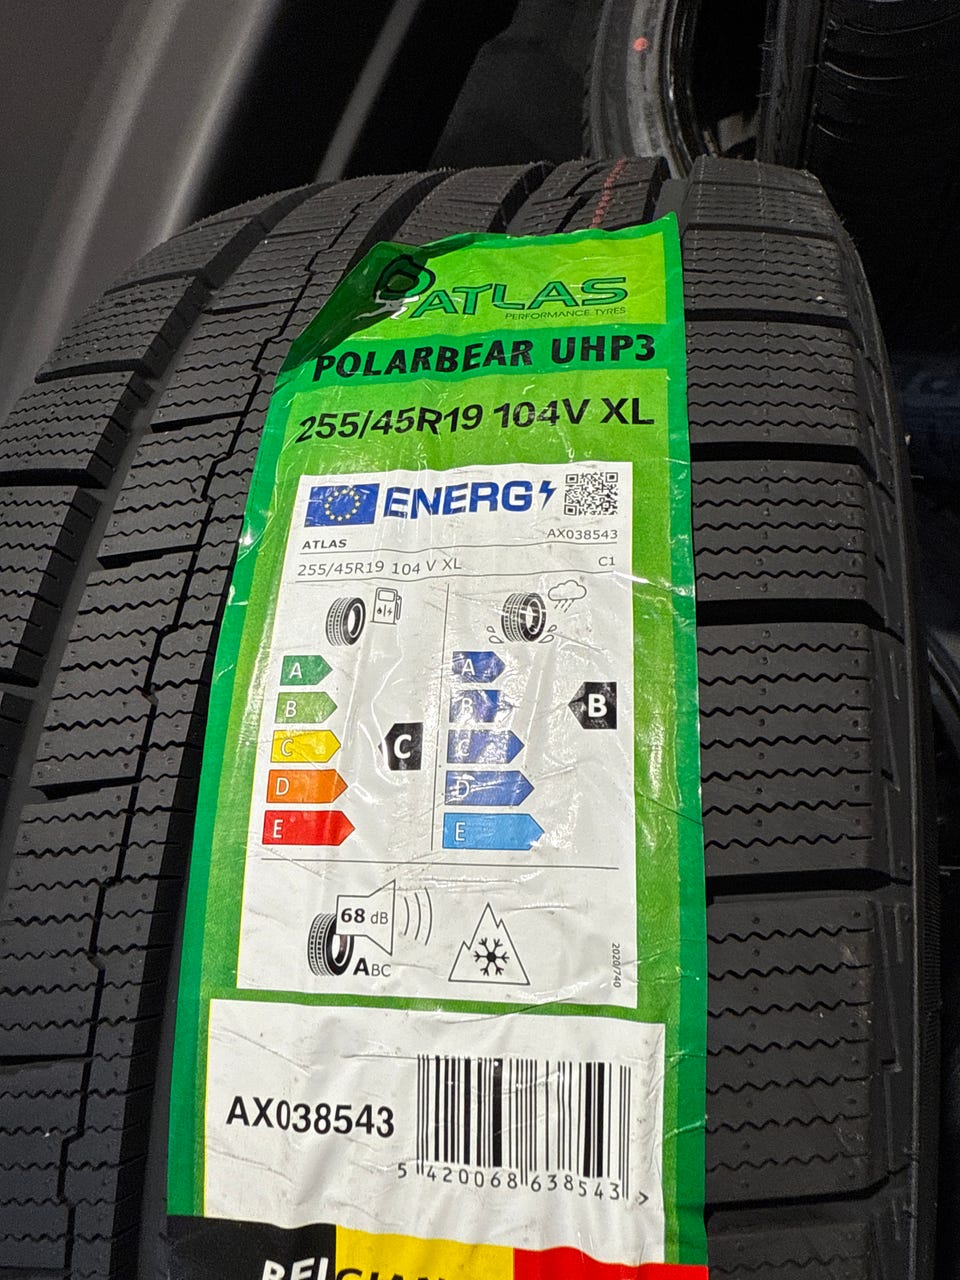 ATLAS
PERFORMANCE TYRES
POLARBEAR UHP3
255/45R19 104V XL
ENERG
ATLAS AX038543
255/45R19 104 V XL C1
A A
B B B
C C C
D D
E E
68 dB
ABC
2020/740
AX038543
5 420068 638543 >
BELGIAN